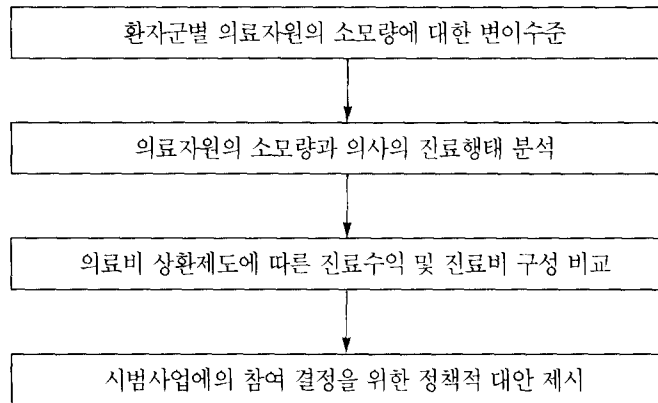 환자군별 의료자원의 소모량에 대한 변이수준
의료자원의 소모량과 의사의 진료행태 분석
의료비 상환제도에 따른 진료수익 및 진료비 구성 비교
시범사업에의 참여 결정을 위한 정책적 대안 제시